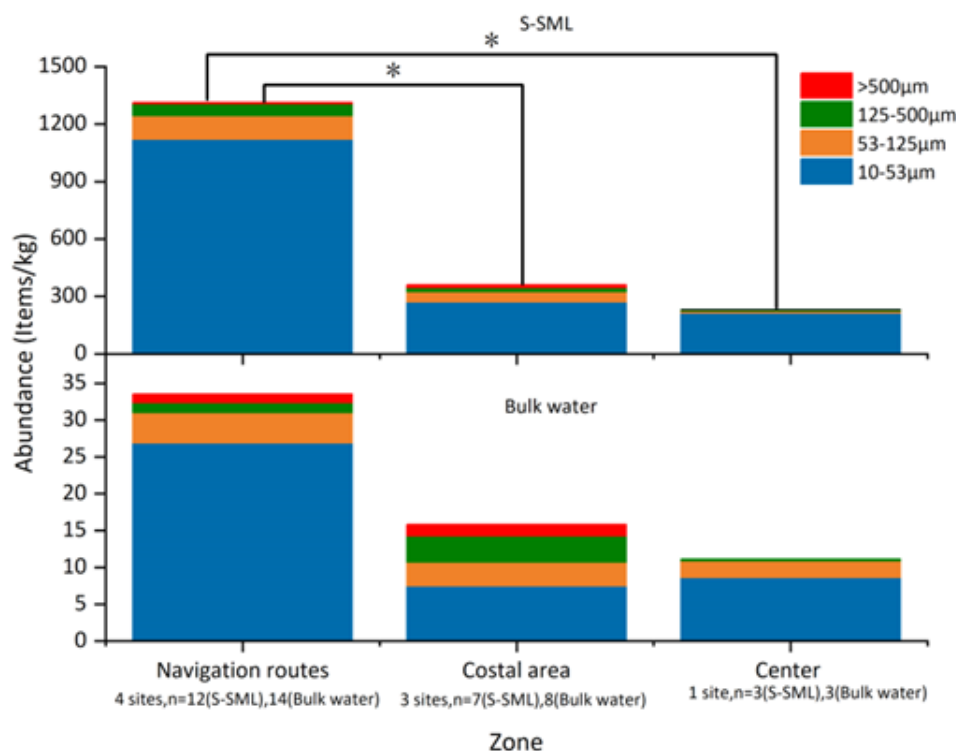 S-SML
*
*
1500
1200
900
600
300
0
>500μm
125-500μm
53-125μm
10-53μm
Abundance (Items/kg)
Bulk water
35
30
25
20
15
10
5
0
Navigation routes
4 sites,n=12(S-SML),14(Bulk water)
Costal area
3 sites,n=7(S-SML),8(Bulk water)
Center
1 site,n=3(S-SML),3(Bulk water)
Zone